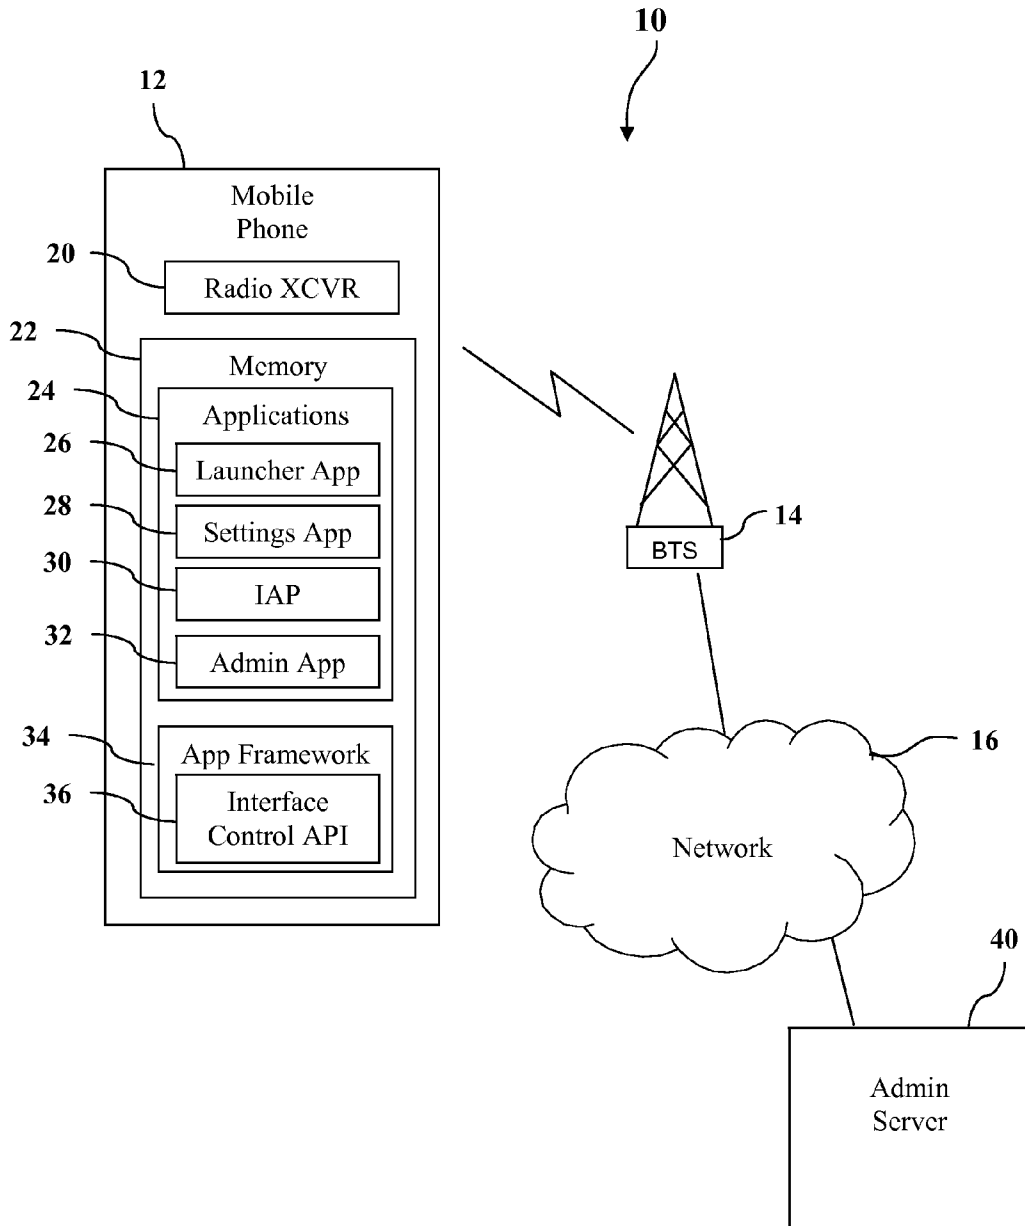 10
12
Mobile
Phone
20
Radio XCVR
22
Memory
24
Applications
26
Launcher App
28
Settings App
30
IAP
32
Admin App
34
App Framework
36
Interface
Control API
14
BTS
16
Network
40
Admin
Server